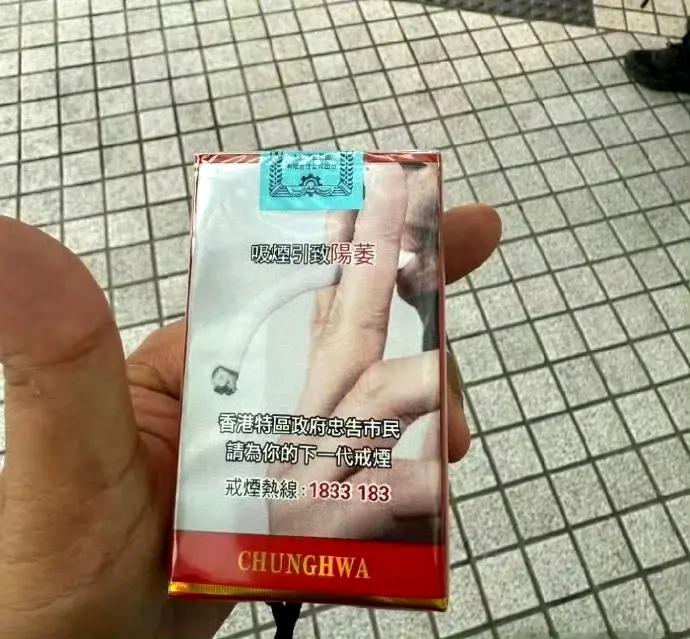 吸煙引致陽萎
香港特區政府忠告市民
請為你的下一代戒煙
戒煙熱線:1833 183
CHUNGHWA